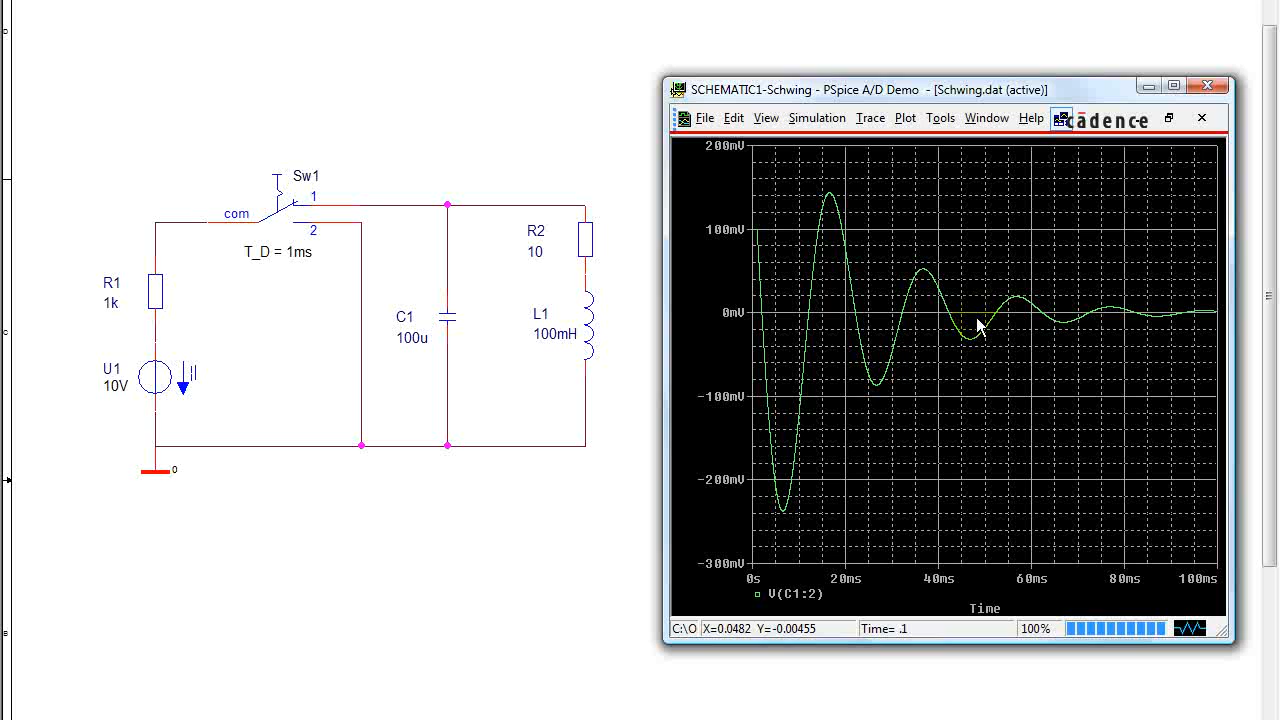 D
C
B
Sw1
1
com
2
T_D = 1ms
R1
1k
U1
10V
0
C1
100u
R2
10
L1
100mH
SCHEMATIC1-Schwing - PSpice A/D Demo - [Schwing.dat (active)]
File Edit View Simulation Trace Plot Tools Window Help cādence
200mV
100mV
0mV
-100mV
-200mV
-300mV
0s 20ms 40ms 60ms 80ms 100ms
V(C1:2)
Time
C:\O X=0.0482 Y=-0.00455 Time= .1 100%